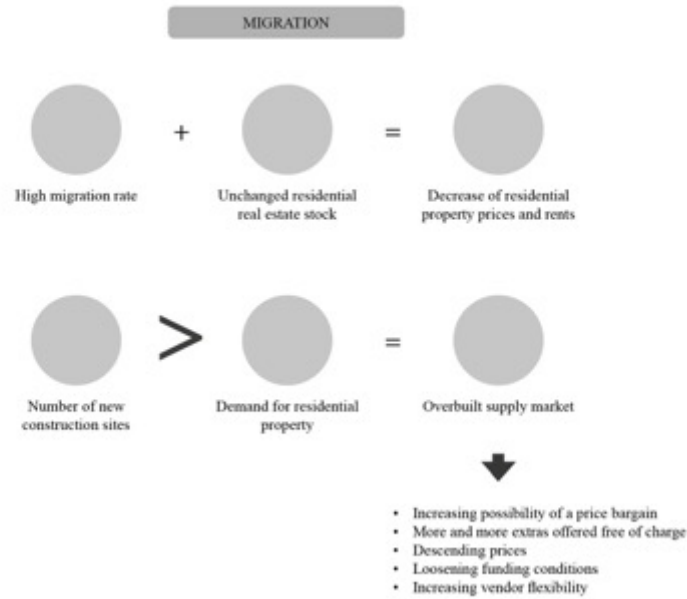 MIGRATION
+
=
High migration rate
Unchanged residential
real estate stock
Decrease of residential
property prices and rents
>
=
Number of new
construction sites
Demand for residential
property
Overbuilt supply market
• Increasing possibility of a price bargain
• More and more extras offered free of charge
• Descending prices
• Loosening funding conditions
• Increasing vendor flexibility